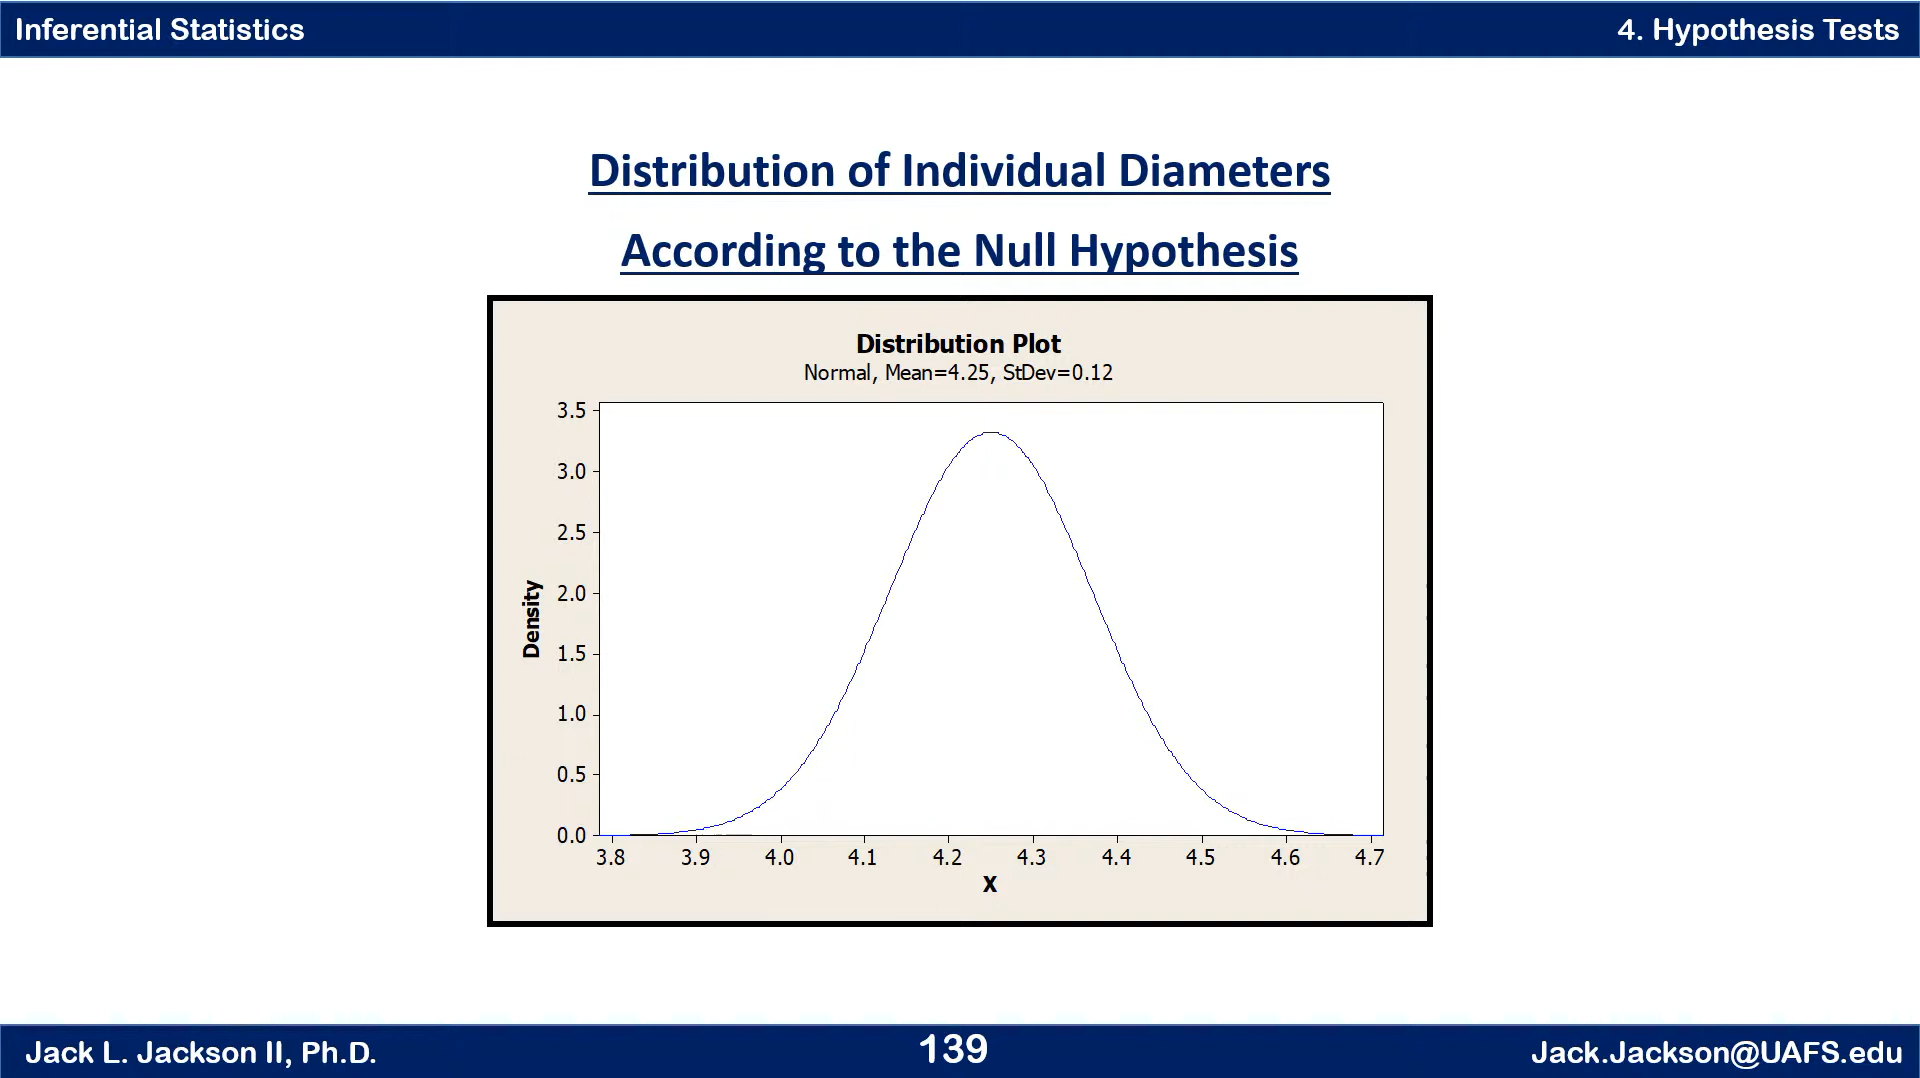 Inferential Statistics
4. Hypothesis Tests
Distribution of Individual Diameters
According to the Null Hypothesis
Distribution Plot
Normal, Mean=4.25, StDev=0.12
3.5
3.0
2.5
2.0
1.5
1.0
0.5
0.0
Density
3.8 3.9 4.0 4.1 4.2 4.3 4.4 4.5 4.6 4.7
X
Jack L. Jackson II, Ph.D.
139
Jack.Jackson@UAFS.edu